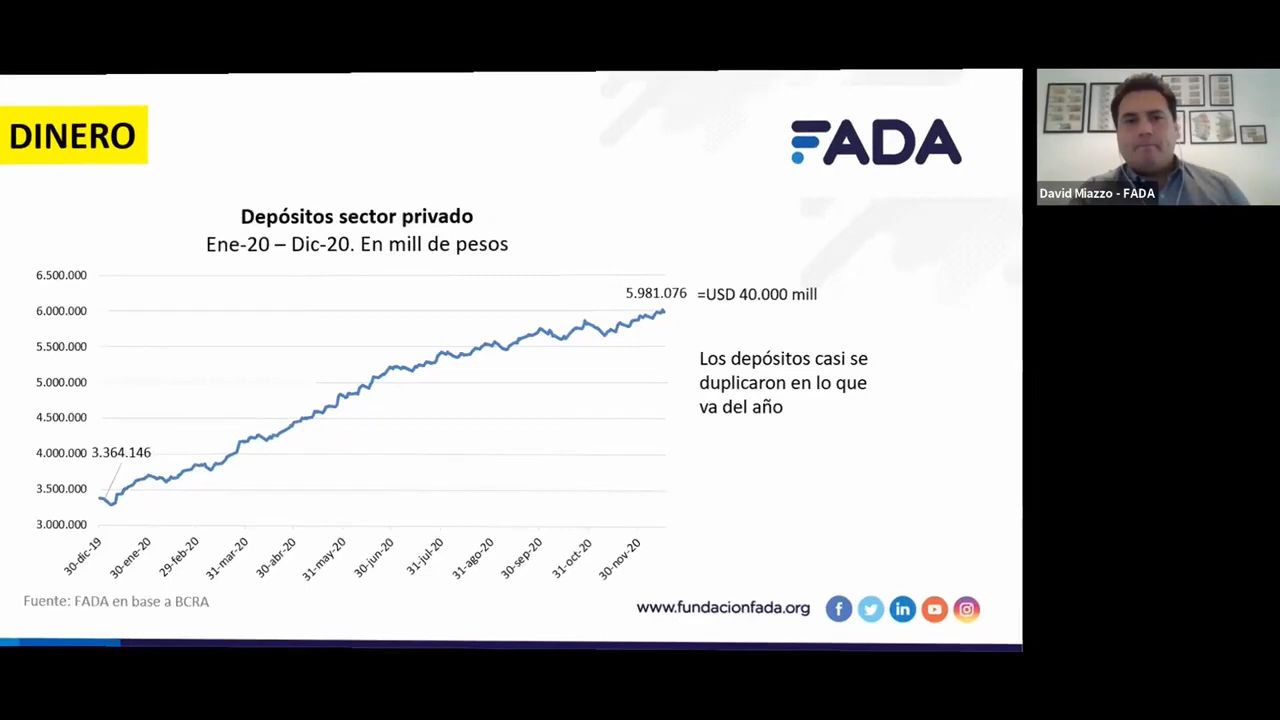 DINERO
FADA
David Miazzo - FADA
Depósitos sector privado
Ene-20 – Dic-20. En mill de pesos
6.500.000
6.000.000
5.500.000
5.000.000
4.500.000
4.000.000
3.500.000
3.000.000
3.364.146
5.981.076
=USD 40.000 mill
Los depósitos casi se
duplicaron en lo que
va del año
30-dic-19
30-ene-20
29-feb-20
31-mar-20
30-abr-20
31-may-20
30-jun-20
31-jul-20
31-ago-20
30-sep-20
31-oct-20
30-nov-20
Fuente: FADA en base a BCRA
www.fundacionfada.org